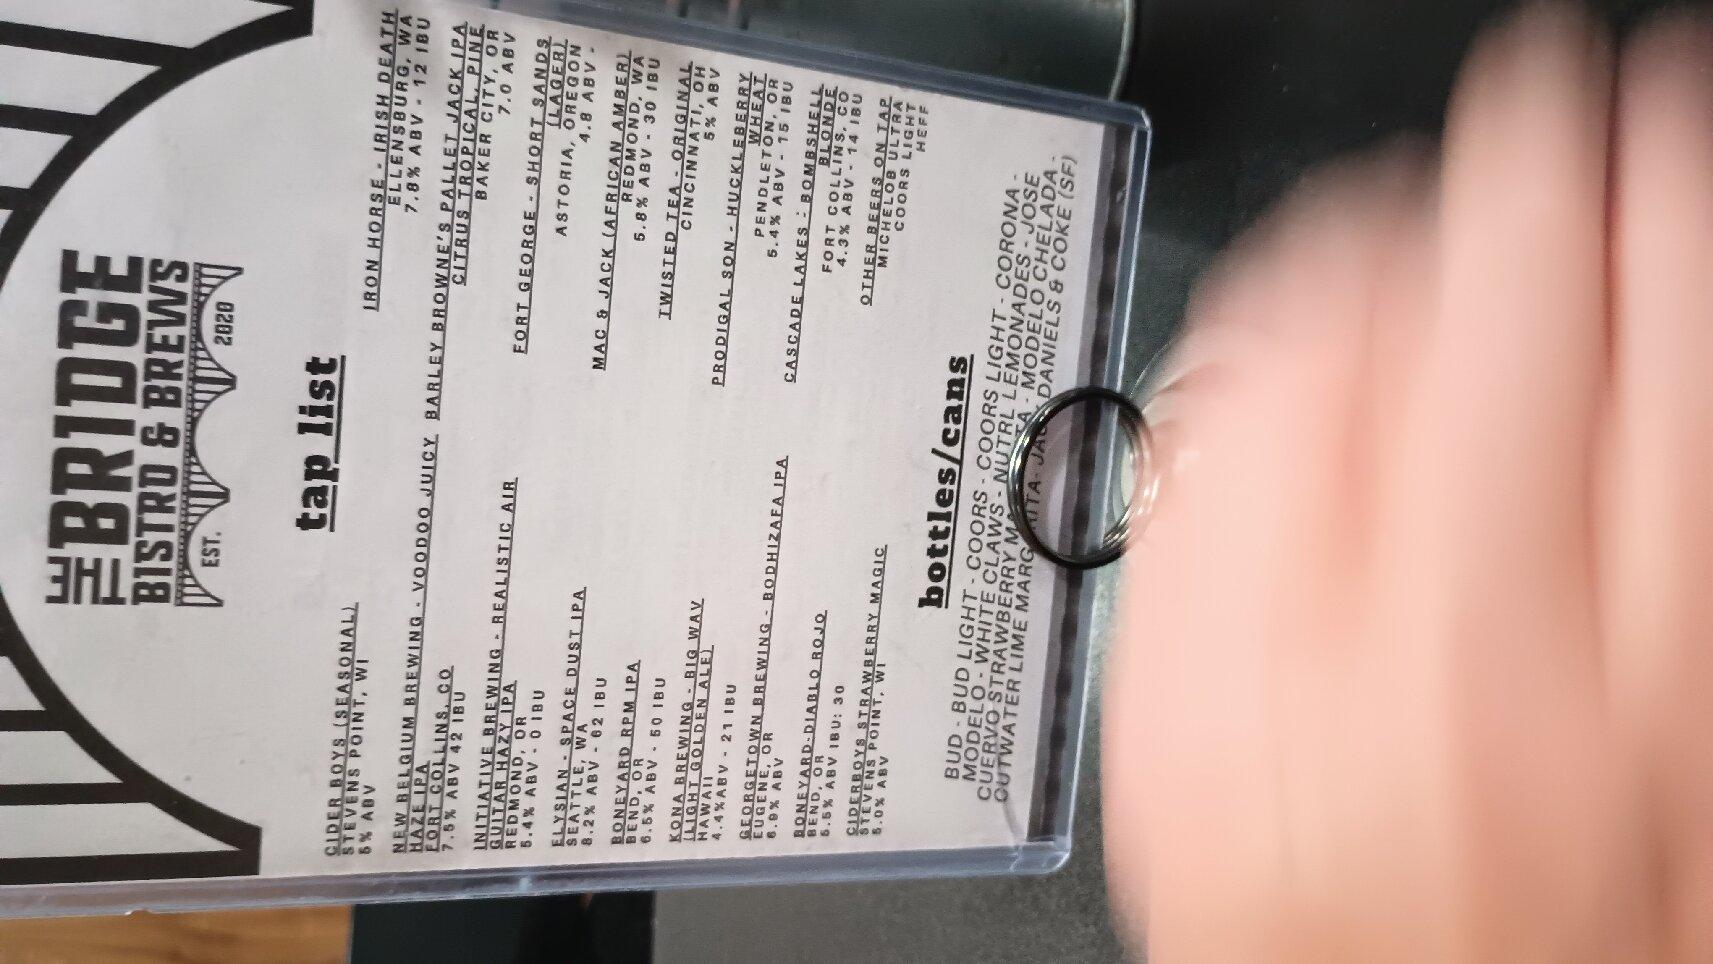 THE
BRIDGE
BISTRO & BREWS
EST. 2020
tap list
CIDER BOYS (SEASONAL)
STEVENS POINT, WI
5% ABV
NEW BELGIUM BREWING - VOODOO JUICY
HAZE IPA
FORT COLLINS, CO
7.5% ABV 42 IBU
INITIATIVE BREWING - REALISTIC AIR
GUITAR HAZY IPA
REDMOND, OR
5.4% ABV - 0 IBU
ELYSIAN - SPACE DUST IPA
SEATTLE, WA
8.2% ABV - 62 IBU
BONEYARD RPM IPA
BEND, OR
6.5% ABV - 50 IBU
KONA BREWING - BIG WAV
(LIGHT GOLDEN ALE)
HAWAII
4.4%ABV - 21 IBU
GEORGETOWN BREWING - BODHIZAFA IPA
EUGENE, OR
6.9% ABV
BONEYARD-DIABLO ROJO
BEND, OR
5.5% ABV IBU: 30
CIDERBOYS STRAWBERRY MAGIC
STEVENS POINT, WI
5.0% ABV
IRON HORSE - IRISH DEATH
ELLENSBURG, WA
7.8% ABV - 12 IBU
BARLEY BROWNE'S PALLET JACK IPA
CITRUS TROPICAL, PINE
BAKER CITY, OR
7.0 ABV
FORT GEORGE - SHORT SANDS
(LAGER)
ASTORIA, OREGON
4.8 ABV -
MAC & JACK (AFRICAN AMBER)
REDMOND, WA
5.8% ABV - 30 IBU
TWISTED TEA - ORIGINAL
CINCINNATI, OH
5% ABV
PRODIGAL SON - HUCKLEBERRY
WHEAT
PENDLETON, OR
5.4% ABV - 15 IBU
CASCADE LAKES - BOMBSHELL
BLONDE
FORT COLLINS, CO
4.3% ABV - 14 IBU
OTHER BEERS ON TAP
MICHELOB ULTRA
COORS LIGHT
HEFF
bottles/cans
BUD - BUD LIGHT - COORS - COORS LIGHT - CORONA -
MODELO - WHITE CLAWS - NUTRL LEMONADES - JOSE
CUERVO STRAWBERRY - MODELO CHELADA -
OUTWATER LIME DANIELS & COKE (SF)